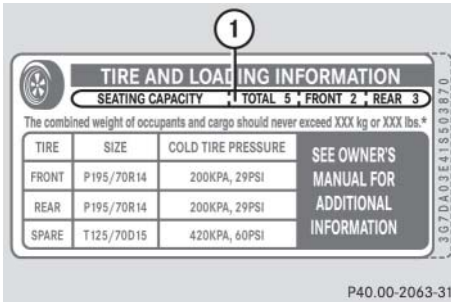 1
TIRE AND LOADING INFORMATION
SEATING CAPACITY TOTAL 5 FRONT 2 REAR 3
The combined weight of occupants and cargo should never exceed XXX kg or XXX lbs.*
TIRE SIZE COLD TIRE PRESSURE
FRONT P195/70R14 200KPA, 29PSI
REAR P195/70R14 200KPA, 29PSI
SPARE T125/70D15 420KPA, 60PSI
SEE OWNER'S
MANUAL FOR
ADDITIONAL
INFORMATION
3G7DA03E41S503870
P40.00-2063-31